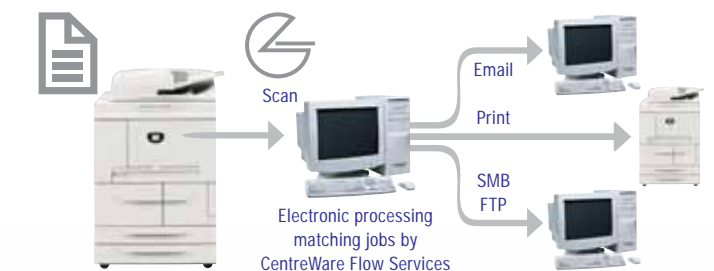 Scan
Email
Print
SMB
FTP
Electronic processing
matching jobs by
CentreWare Flow Services